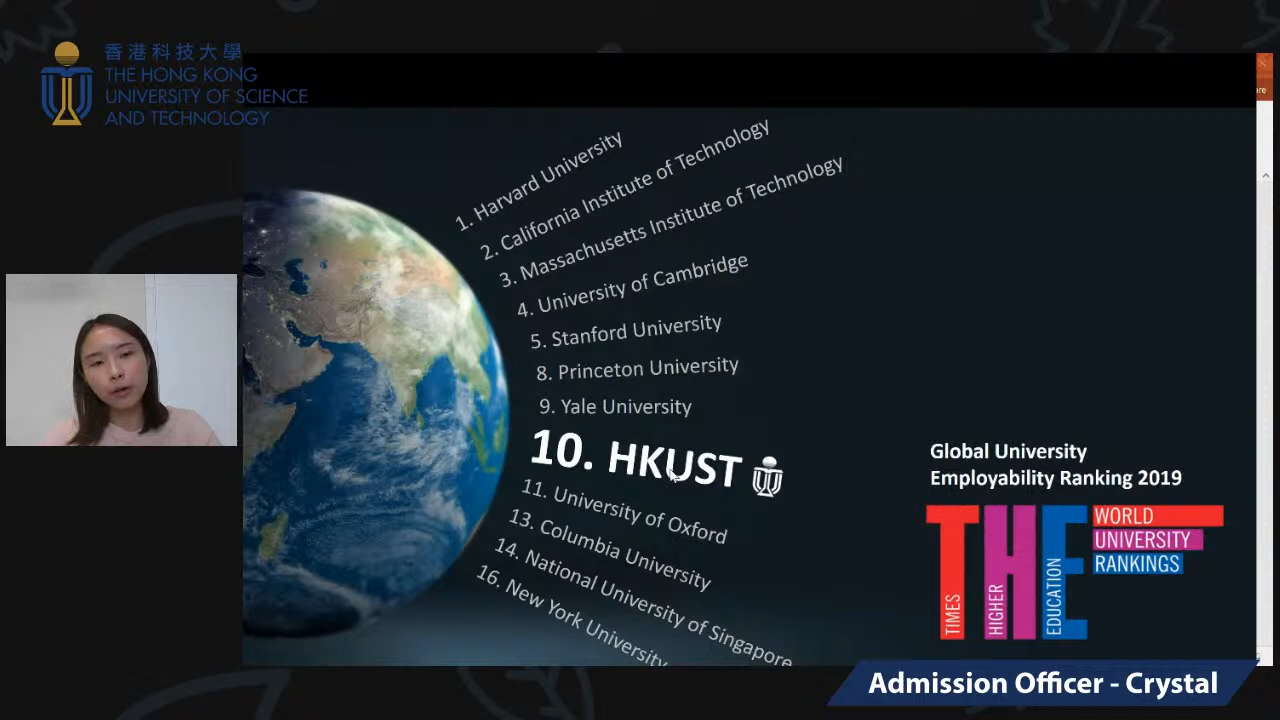 香港科技大學
THE HONG KONG
UNIVERSITY OF SCIENCE
AND TECHNOLOGY
1. Harvard University
2. California Institute of Technology
3. Massachusetts Institute of Technology
4. University of Cambridge
5. Stanford University
8. Princeton University
9. Yale University
10. HKUST
11. University of Oxford
13. Columbia University
14. National University of Singapore
16. New York University
Global University
Employability Ranking 2019
TIMES
HIGHER
EDUCATION
WORLD
UNIVERSITY
RANKINGS
Admission Officer - Crystal